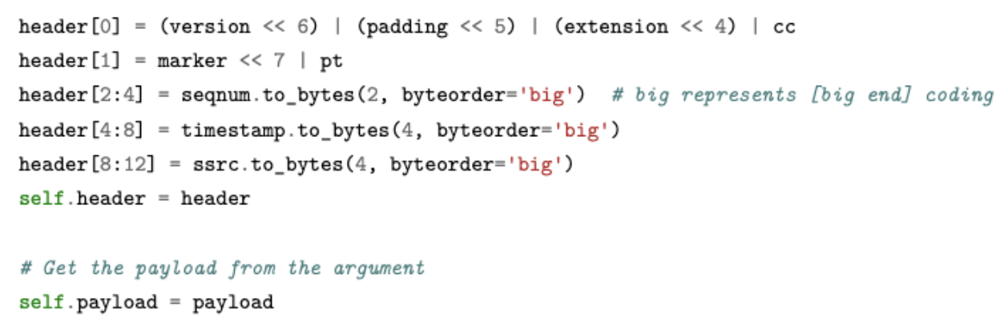 header[0] = (version << 6) | (padding << 5) | (extension << 4) | cc
header[1] = marker << 7 | pt
header[2:4] = seqnum.to_bytes(2, byteorder='big')  # big represents [big end] coding
header[4:8] = timestamp.to_bytes(4, byteorder='big')
header[8:12] = ssrc.to_bytes(4, byteorder='big')
self.header = header
# Get the payload from the argument
self.payload = payload